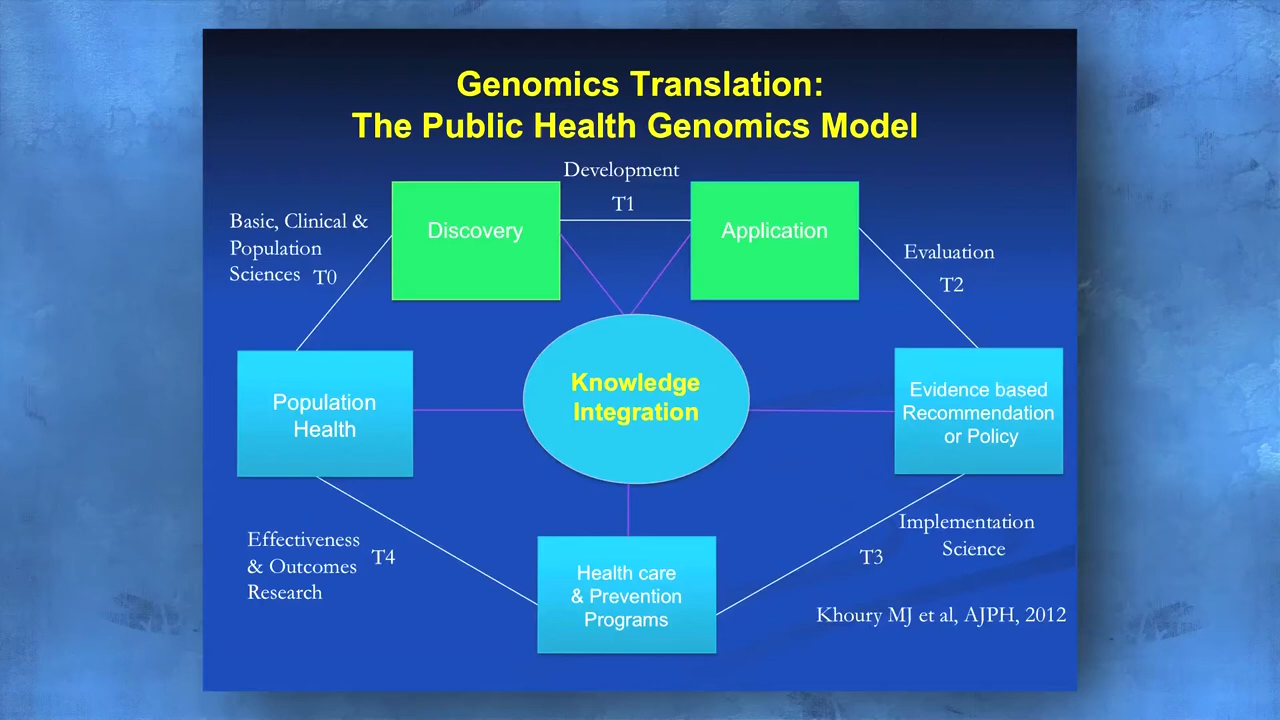 Genomics Translation:
The Public Health Genomics Model
Development
T1
Discovery
Application
Basic, Clinical &
Population
Sciences T0
Evaluation
T2
Knowledge
Integration
Population
Health
Evidence based
Recommendation
or Policy
Effectiveness
& Outcomes
Research
T4
Health care
& Prevention
Programs
Implementation
Science
T3
Khoury MJ et al, AJPH, 2012